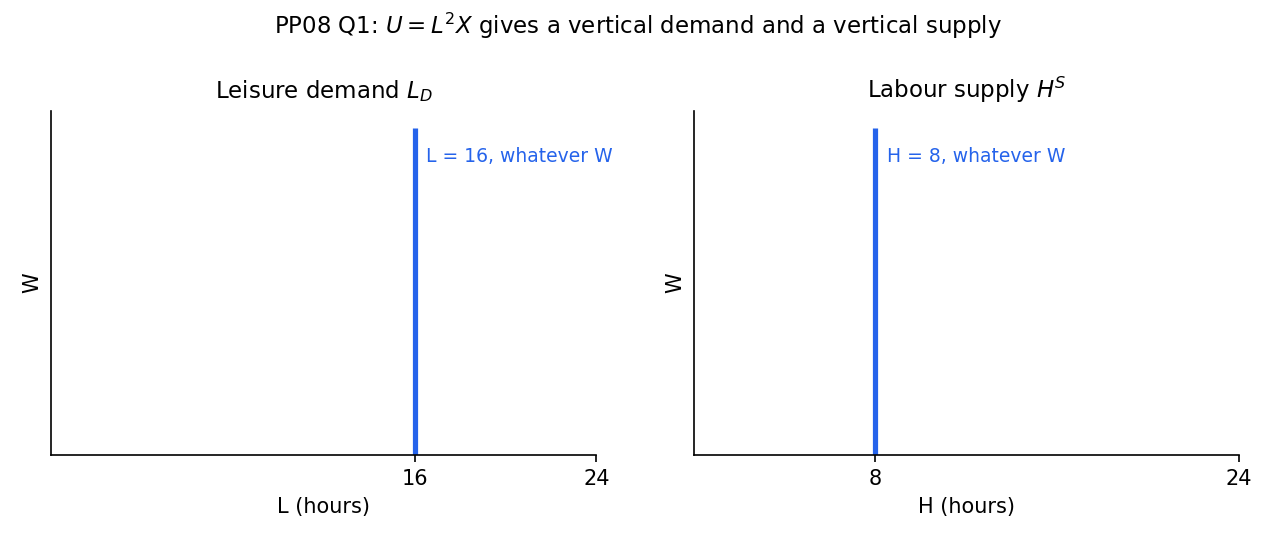 PP08 Q1: U = L²X gives a vertical demand and a vertical supply
Leisure demand L_D
L = 16, whatever W
W
16
24
L (hours)
Labour supply H^S
H = 8, whatever W
W
8
24
H (hours)